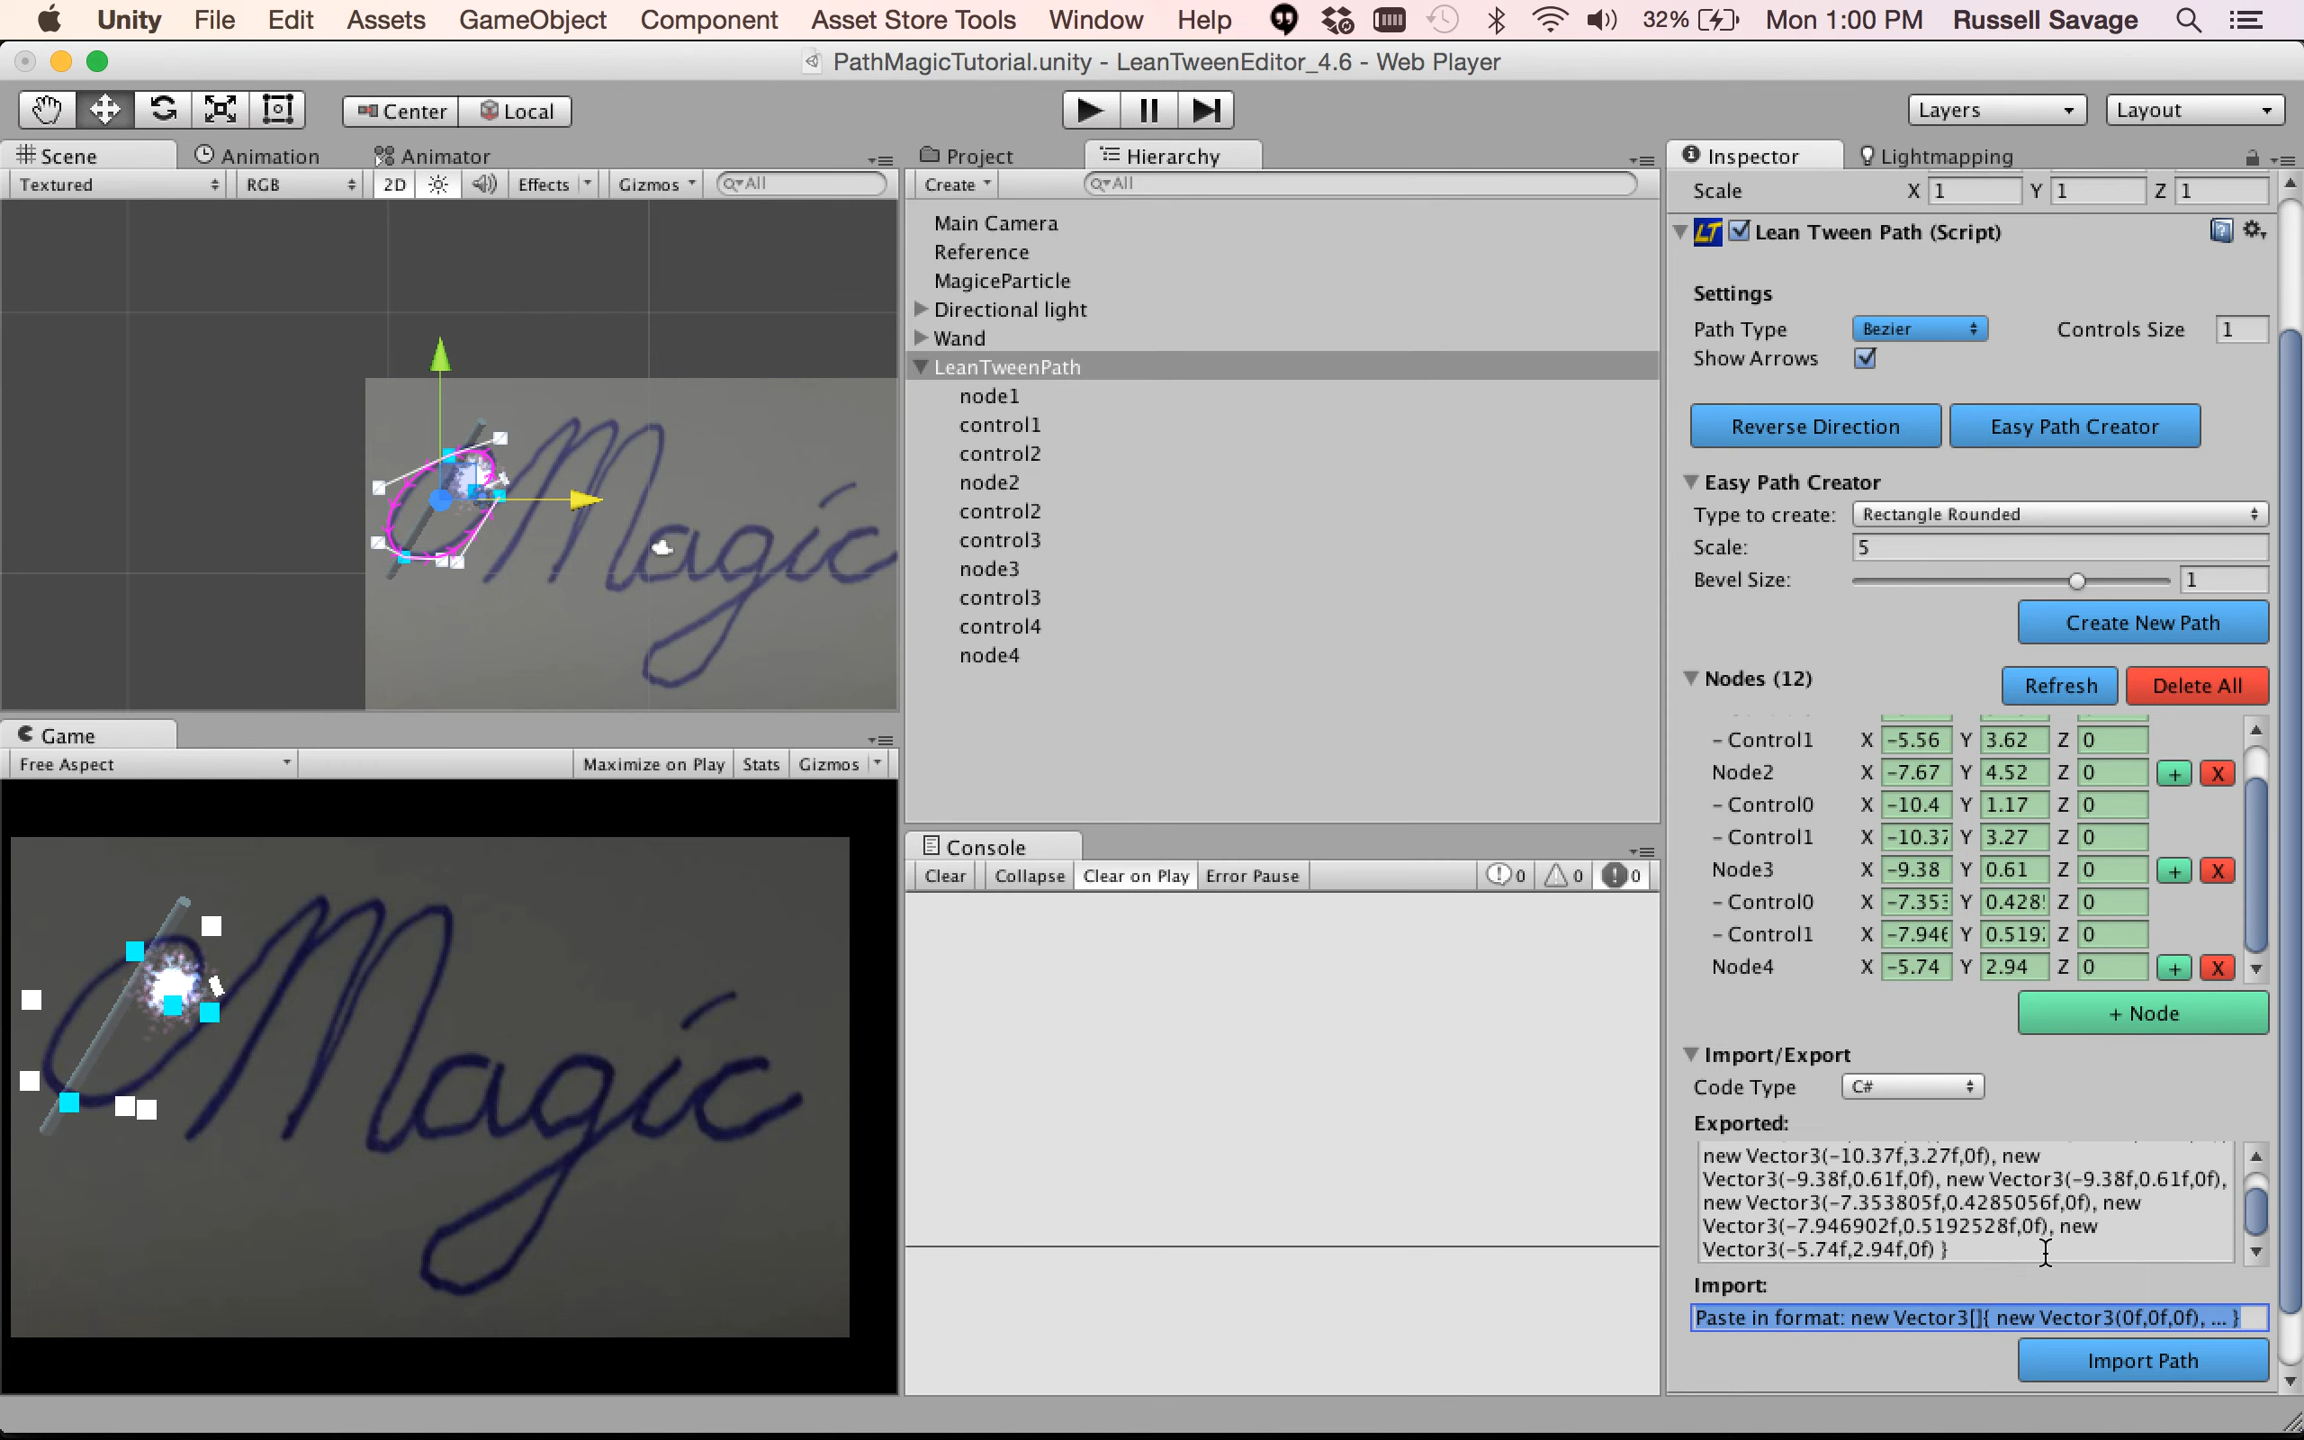 Unity File Edit Assets GameObject Component Asset Store Tools Window Help 32% Mon 1:00 PM Russell Savage
PathMagicTutorial.unity - LeanTweenEditor_4.6 - Web Player
Center Local Layers Layout
Scene Animation Animator
Textured RGB 2D Effects Gizmos All
Magic
Game
Free Aspect Maximize on Play Stats Gizmos
Magic
Project Hierarchy
Create All
Main Camera
Reference
MagiceParticle
Directional light
Wand
LeanTweenPath
node1
control1
control2
node2
control2
control3
node3
control3
control4
node4
Console
Clear Collapse Clear on Play Error Pause 0 0 0
Inspector Lightmapping
Scale X 1 Y 1 Z 1
LT Lean Tween Path (Script)
Settings
Path Type Bezier Controls Size 1
Show Arrows
Reverse Direction Easy Path Creator
Easy Path Creator
Type to create: Rectangle Rounded
Scale: 5
Bevel Size: 1
Create New Path
Nodes (12) Refresh Delete All
- Control1 X -5.56 Y 3.62 Z 0
Node2 X -7.67 Y 4.52 Z 0 + X
- Control0 X -10.4 Y 1.17 Z 0
- Control1 X -10.37 Y 3.27 Z 0
Node3 X -9.38 Y 0.61 Z 0 + X
- Control0 X -7.353 Y 0.428 Z 0
- Control1 X -7.946 Y 0.519 Z 0
Node4 X -5.74 Y 2.94 Z 0 + X
+ Node
Import/Export
Code Type C#
Exported:
new Vector3(-10.37f,3.27f,0f), new
Vector3(-9.38f,0.61f,0f), new Vector3(-9.38f,0.61f,0f),
new Vector3(-7.353805f,0.4285056f,0f), new
Vector3(-7.946902f,0.5192528f,0f), new
Vector3(-5.74f,2.94f,0f) }
Import:
Paste in format: new Vector3[]{ new Vector3(0f,0f,0f), ... }
Import Path